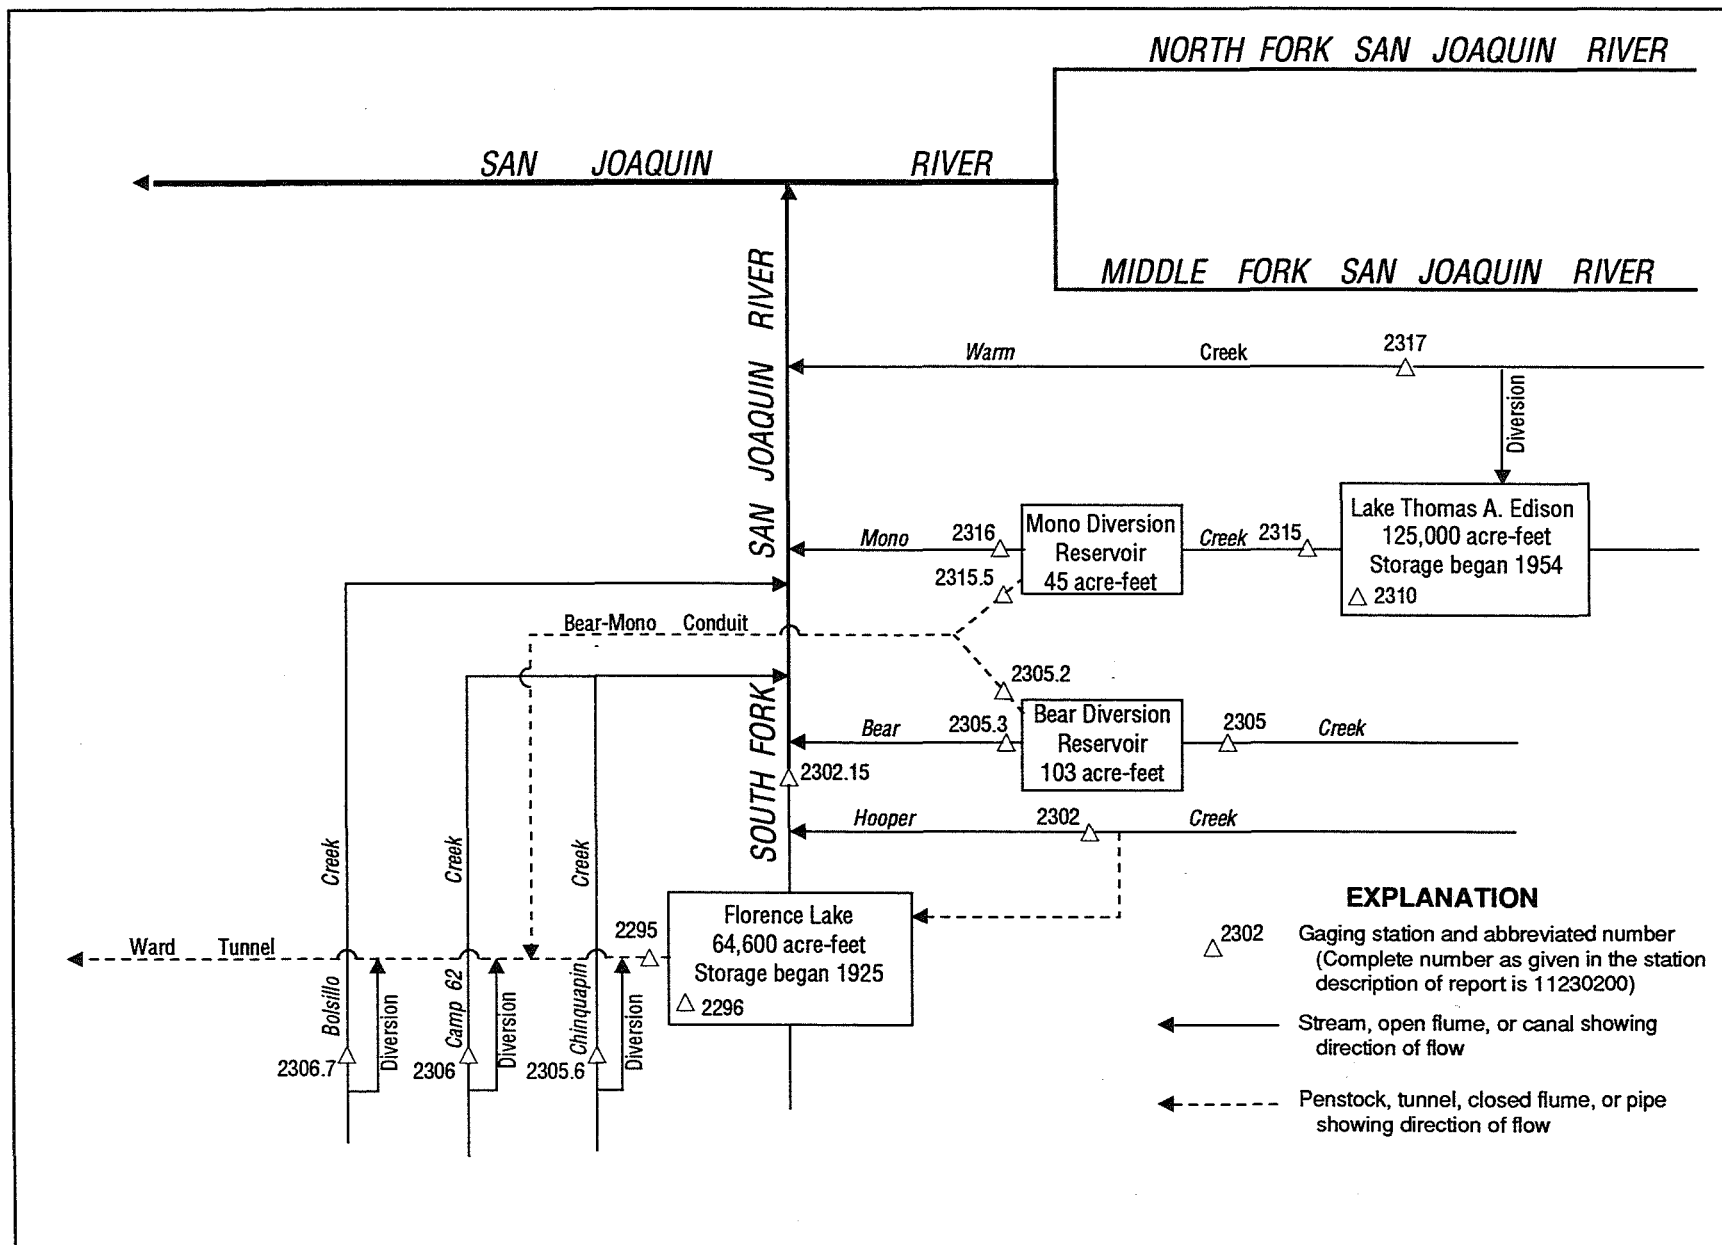 NORTH FORK SAN JOAQUIN RIVER
SAN JOAQUIN RIVER
MIDDLE FORK SAN JOAQUIN RIVER
SOUTH FORK SAN JOAQUIN RIVER
Warm Creek
2317
Diversion
Lake Thomas A. Edison
125,000 acre-feet
Storage began 1954
2310
Mono Creek
2316
2315
Mono Diversion
Reservoir
45 acre-feet
2315.5
Bear-Mono Conduit
2305.2
Bear Creek
2305.3
2305
Bear Diversion
Reservoir
103 acre-feet
2302.15
Hooper Creek
2302
Florence Lake
64,600 acre-feet
Storage began 1925
2296
2295
Ward Tunnel
Bolsillo Creek
2306.7
Diversion
Camp 62 Creek
2306
Diversion
Chinquapin Creek
2305.6
Diversion
EXPLANATION
2302 Gaging station and abbreviated number
(Complete number as given in the station
description of report is 11230200)
Stream, open flume, or canal showing
direction of flow
Penstock, tunnel, closed flume, or pipe
showing direction of flow